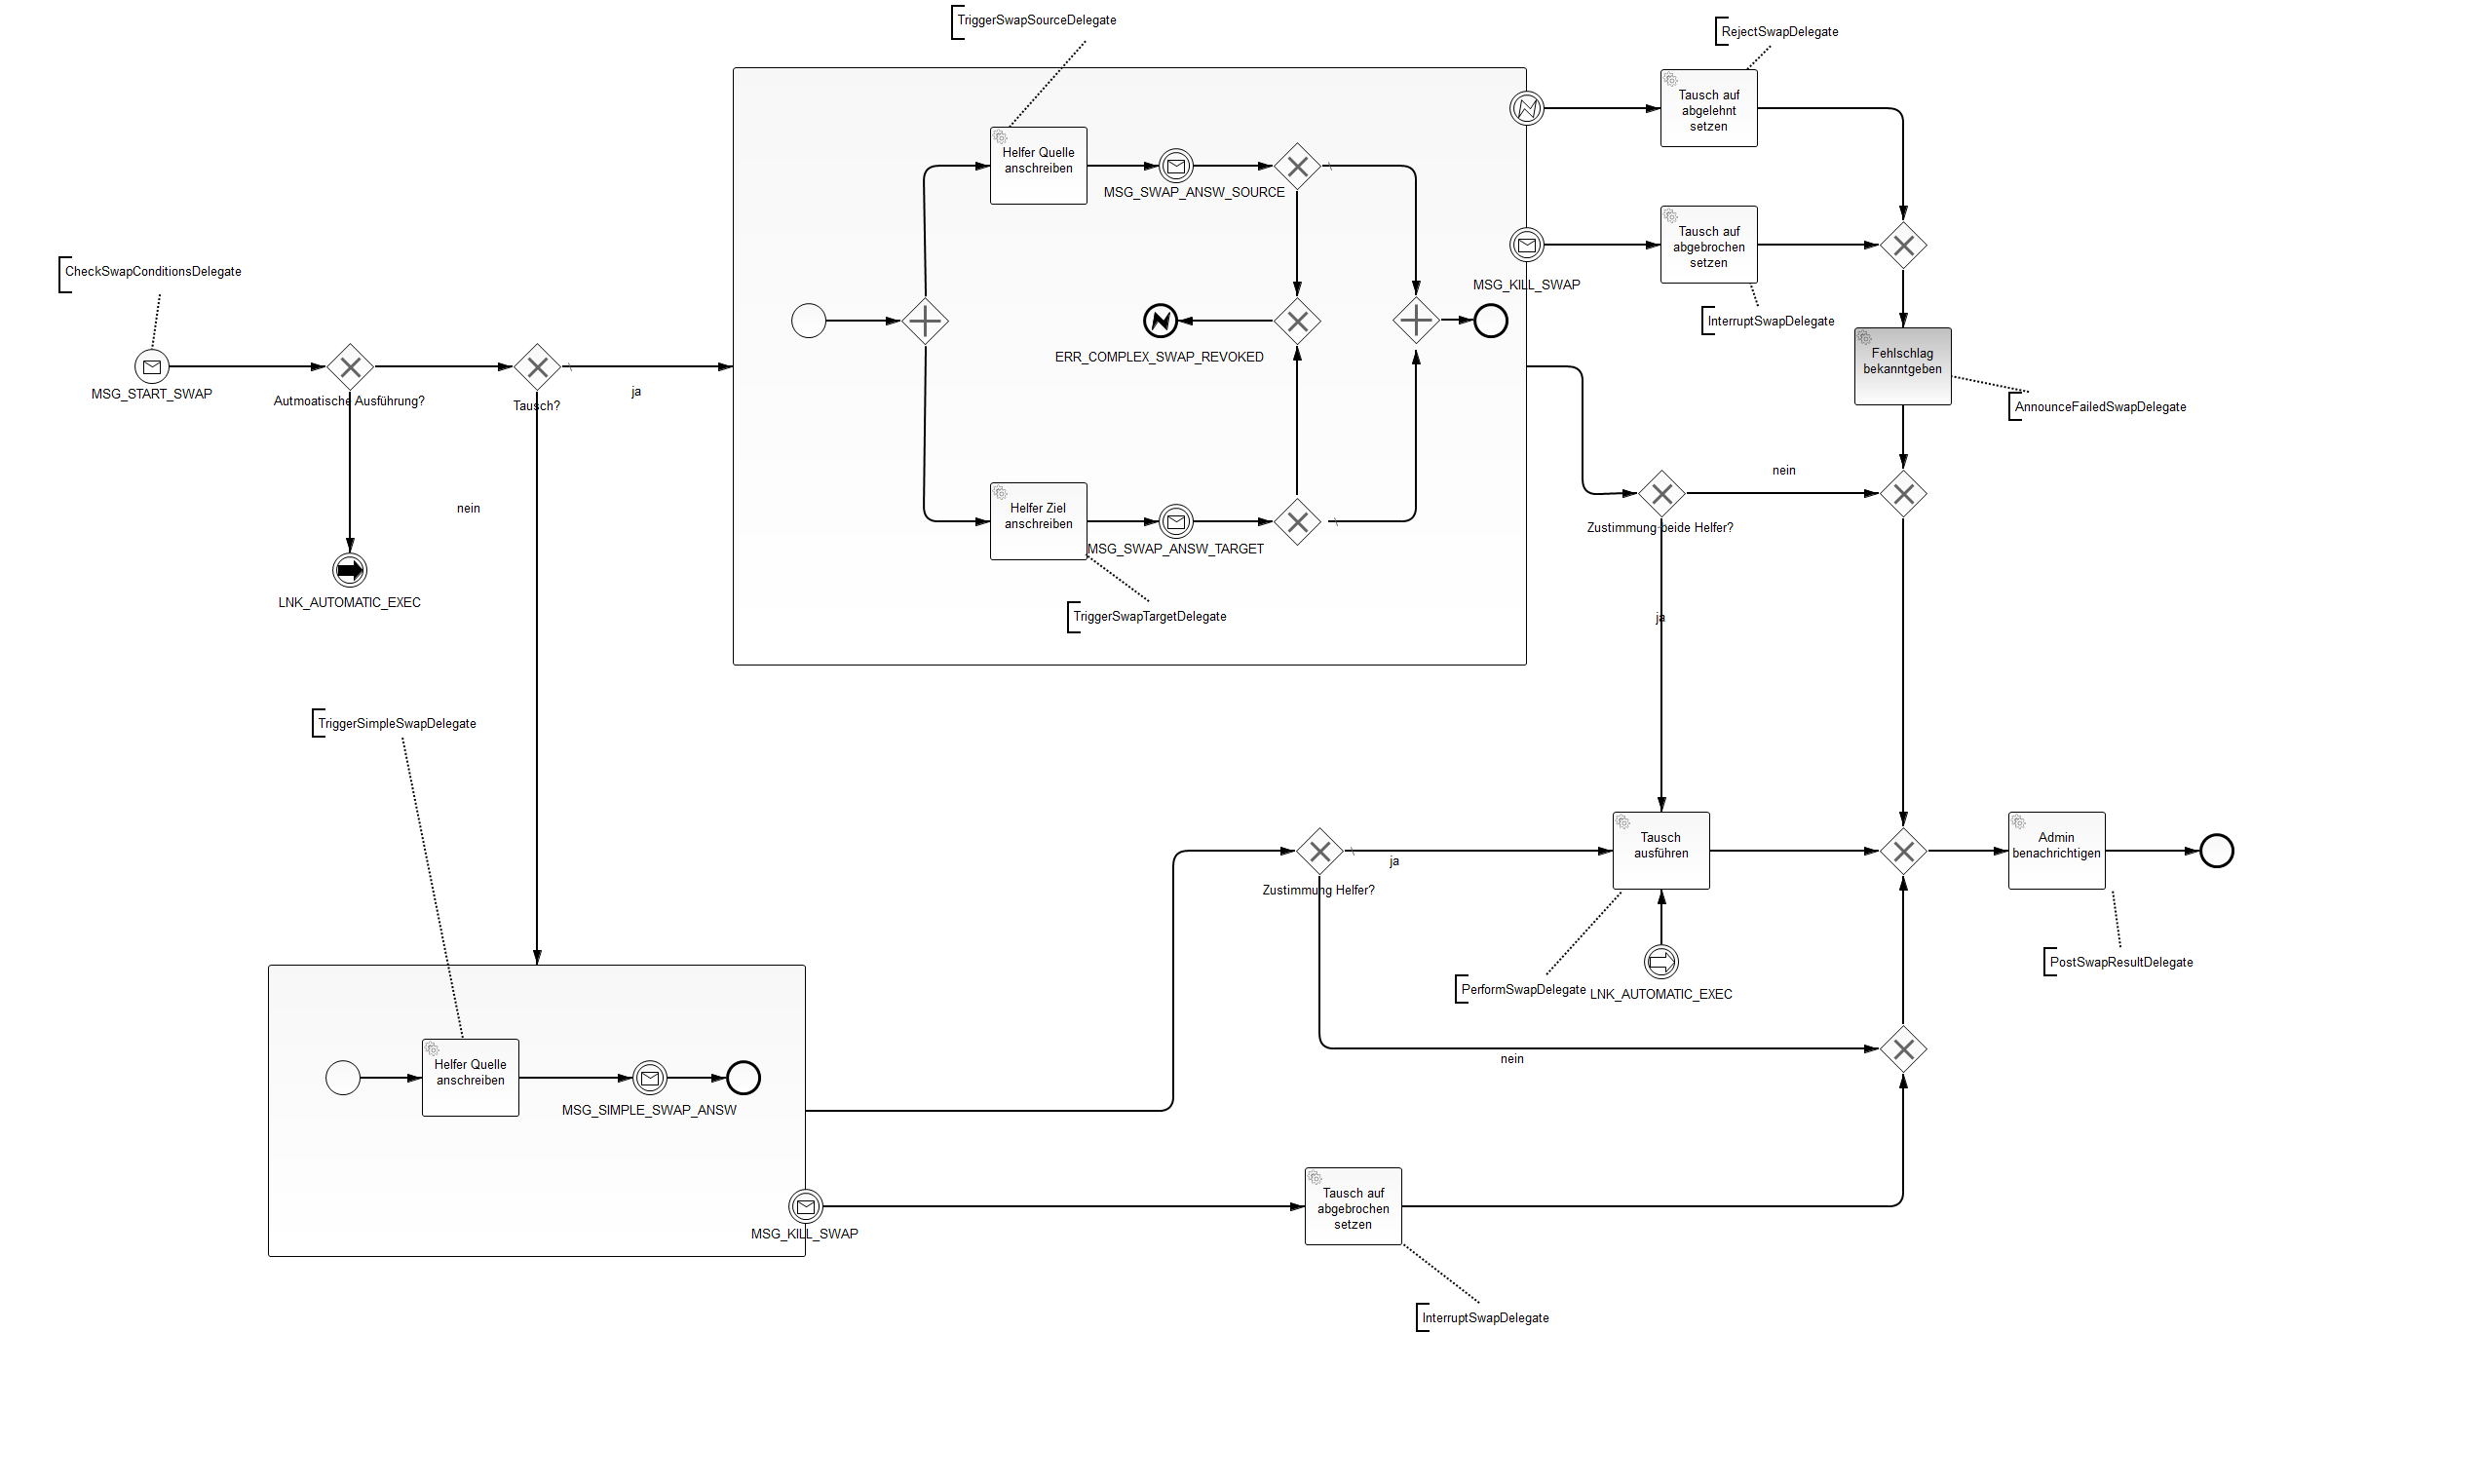 TriggerSwapSourceDelegate
RejectSwapDelegate
Tausch auf
abgelehnt
setzen
Helfer Quelle
anschreiben
MSG_SWAP_ANSW_SOURCE
Tausch auf
abgebrochen
setzen
CheckSwapConditionsDelegate
MSG_KILL_SWAP
InterruptSwapDelegate
ERR_COMPLEX_SWAP_REVOKED
Fehlschlag
bekanntgeben
MSG_START_SWAP
Autmoatische Ausführung?
Tausch?
ja
AnnounceFailedSwapDelegate
nein
nein
Helfer Ziel
anschreiben
MSG_SWAP_ANSW_TARGET
Zustimmung beide Helfer?
LNK_AUTOMATIC_EXEC
TriggerSwapTargetDelegate
ja
TriggerSimpleSwapDelegate
Tausch
ausführen
Admin
benachrichtigen
ja
Zustimmung Helfer?
PerformSwapDelegate
LNK_AUTOMATIC_EXEC
PostSwapResultDelegate
Helfer Quelle
anschreiben
nein
MSG_SIMPLE_SWAP_ANSW
Tausch auf
abgebrochen
setzen
MSG_KILL_SWAP
InterruptSwapDelegate